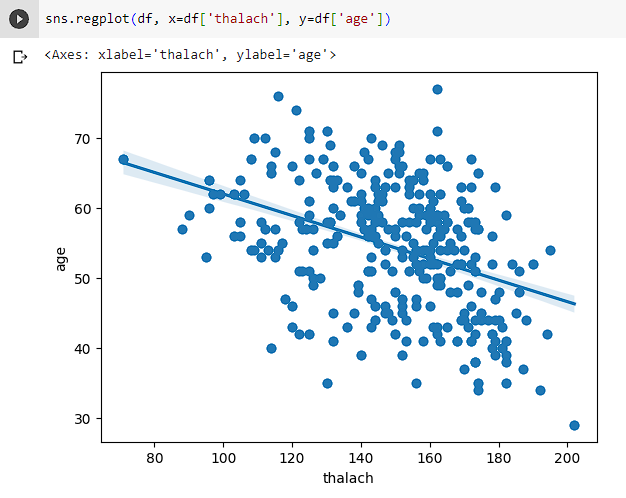 sns.regplot(df, x=df['thalach'], y=df['age'])
<Axes: xlabel='thalach', ylabel='age'>
70
60
50
40
30
age
80 100 120 140 160 180 200
thalach